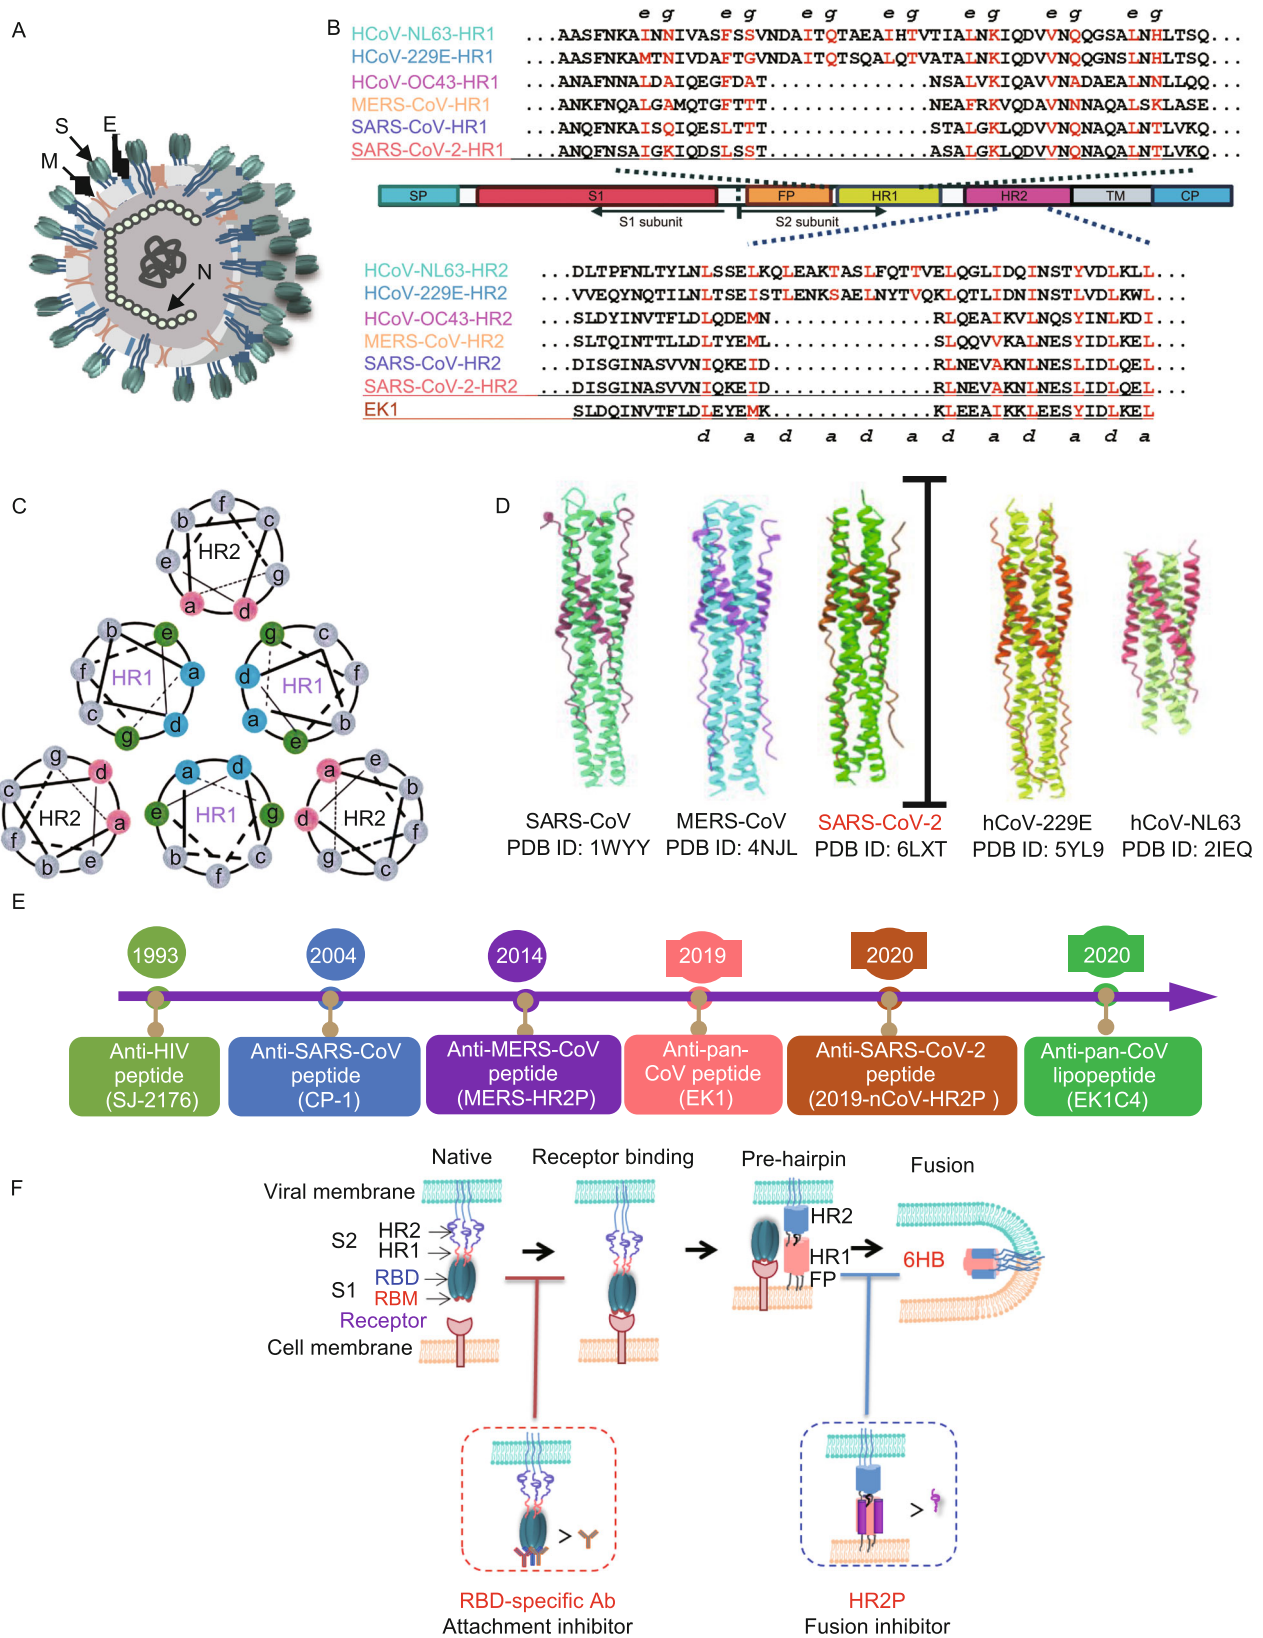 A
S
E
M
N
B
e g e g e g e g e g e g e g
HCoV-NL63-HR1 ...AASFNKAINNIVASFSSVNDAITQTAEAIHTVTIALNKIQDVVNQQGSALNHLTSQ...
HCoV-229E-HR1 ...AASFNKAMTNIVDAFTGVNDAITQTSQALQTVATALNKIQDVVNQQGNSLNHLTSQ...
HCoV-OC43-HR1 ...ANAFNNALDAIQEGFDAT..............NSALVKIQAVVNADAEALNNLLQQ...
MERS-CoV-HR1 ...ANKFNQALGAMQTGFTTT..............NEAFRKVQDAVNNNAQALSKLASE...
SARS-CoV-HR1 ...ANQFNKAISQIQESLTTT..............STALGKLQDVVNQNAQALNTLVKQ...
SARS-CoV-2-HR1 ...ANQFNSAIGKIQDSLSST..............ASALGKLQDVVNQNAQALNTLVKQ...
SP S1 FP HR1 HR2 TM CP
S1 subunit S2 subunit
HCoV-NL63-HR2 ...DLTPFNLTYLNLSSELKQLEAKTASLFQTTVELQGLIDQINSTYVDLKLL...
HCoV-229E-HR2 ...VVEQYNQTILNLTSEISTLENKSAELNYTVQKLQTLIDNINSTLVDLKWL...
HCoV-OC43-HR2 ...SLDYINVTFLDLQDEMN..............RLQEAIKVLNQSYINLKDI...
MERS-CoV-HR2 ...SLTQINTTLLDLTYEML..............SLQQVVKALNESYIDLKEL...
SARS-CoV-HR2 ...DISGINASVVNIQKEID..............RLNEVAKNLNESLIDLQEL...
SARS-CoV-2-HR2 ...DISGINASVVNIQKEID..............RLNEVAKNLNESLIDLQEL...
EK1 SLDQINVTFLDLEYEMK..............KLEEAIKKLEESYIDLKEL
d a d a d a d a d a d a
C
f
b c
HR2
e g
a d
b e g c
f HR1 a d HR1 f
c d a b
g e
g d a d a e
c e g b
HR2 HR1 HR2
f a d f
b e b c g c
f
D
SARS-CoV
PDB ID: 1WYY
MERS-CoV
PDB ID: 4NJL
SARS-CoV-2
PDB ID: 6LXT
hCoV-229E
PDB ID: 5YL9
hCoV-NL63
PDB ID: 2IEQ
E
1993 2004 2014 2019 2020 2020
Anti-HIV
peptide
(SJ-2176)
Anti-SARS-CoV
peptide
(CP-1)
Anti-MERS-CoV
peptide
(MERS-HR2P)
Anti-pan-
CoV peptide
(EK1)
Anti-SARS-CoV-2
peptide
(2019-nCoV-HR2P )
Anti-pan-CoV
lipopeptide
(EK1C4)
F
Native
Receptor binding
Pre-hairpin
Fusion
Viral membrane
S2
HR2
HR1
S1
RBD
RBM
Receptor
Cell membrane
HR2
HR1
FP
6HB
>
>
RBD-specific Ab
Attachment inhibitor
HR2P
Fusion inhibitor